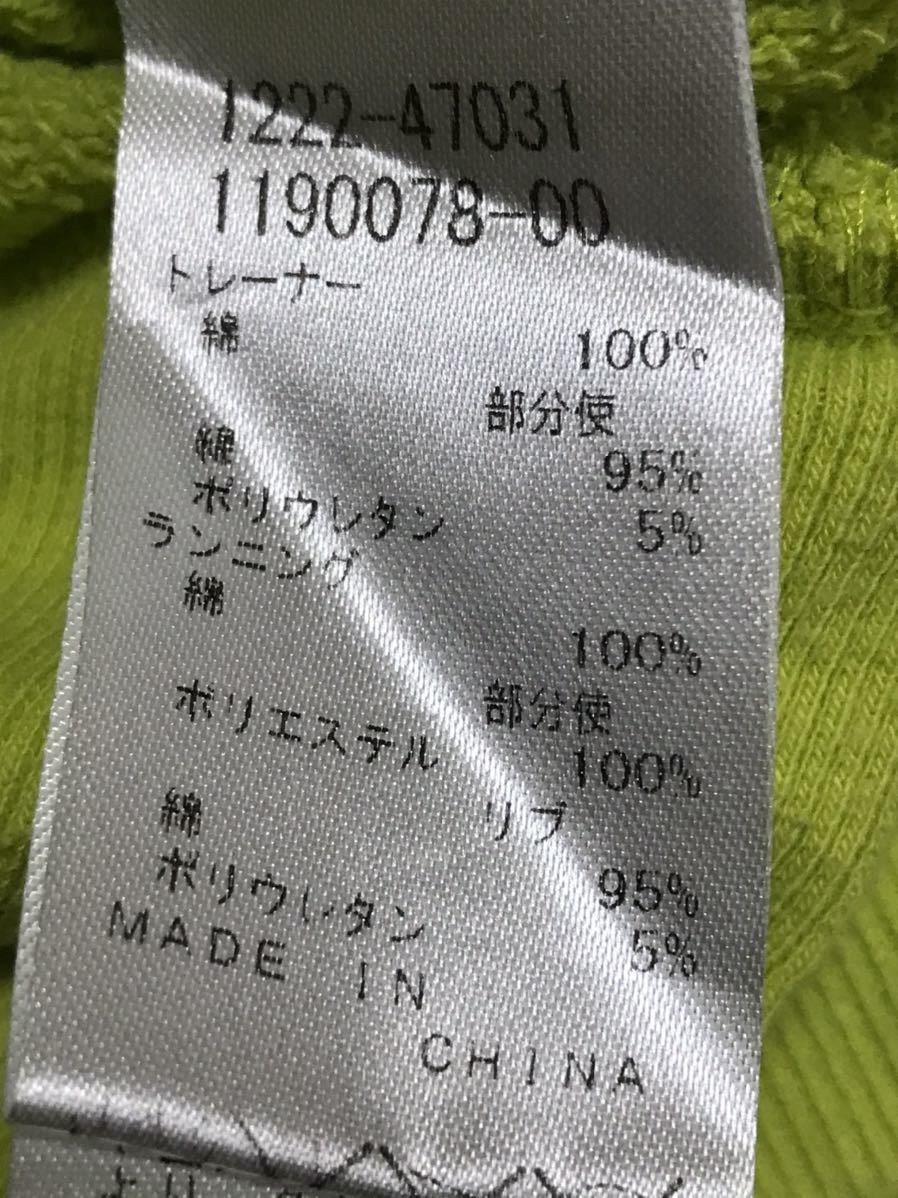 1222-47031
1190078-00
トレーナー
綿 100%
部分使
綿 95%
ポリウレタン 5%
ランニング
綿 100%
部分使
ポリエステル 100%
リブ
綿 95%
ポリウレタン 5%
MADE IN
CHINA